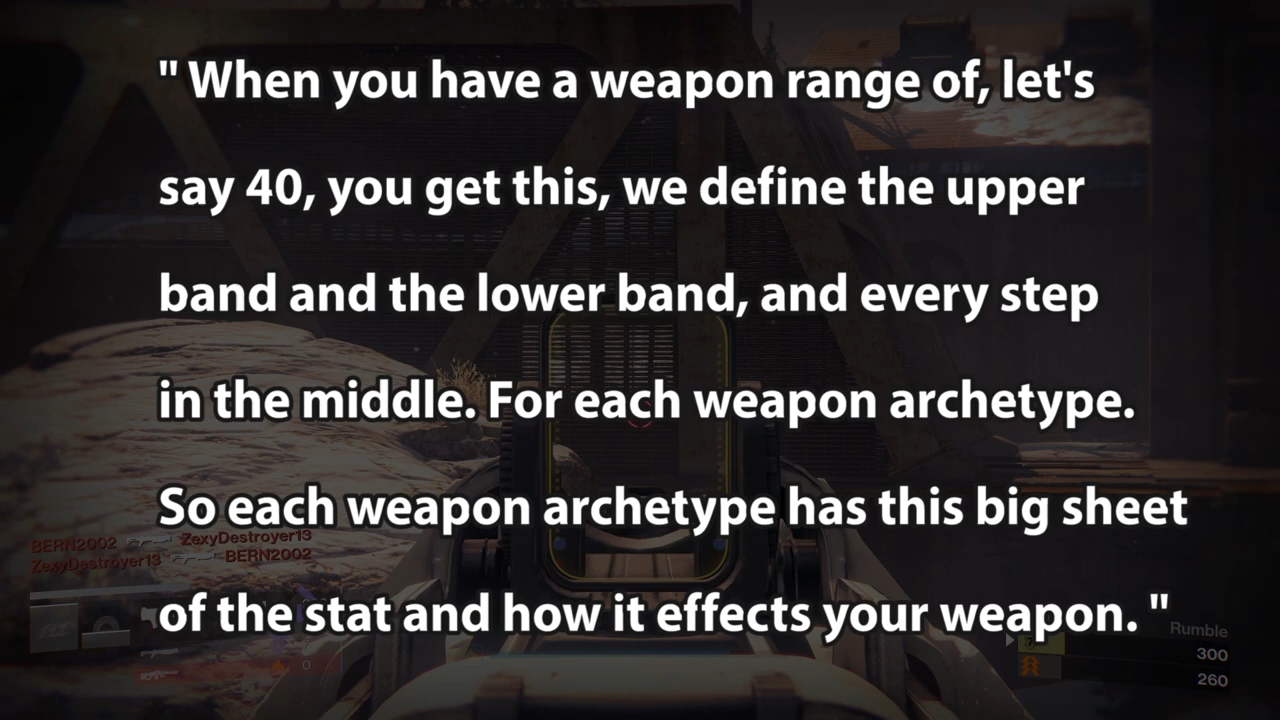 " When you have a weapon range of, let's
say 40, you get this, we define the upper
band and the lower band, and every step
in the middle. For each weapon archetype.
So each weapon archetype has this big sheet
of the stat and how it effects your weapon. "
BERN2002 ZexyDestroyer13
ZexyDestroyer13 BERN2002
0
Rumble
300
260